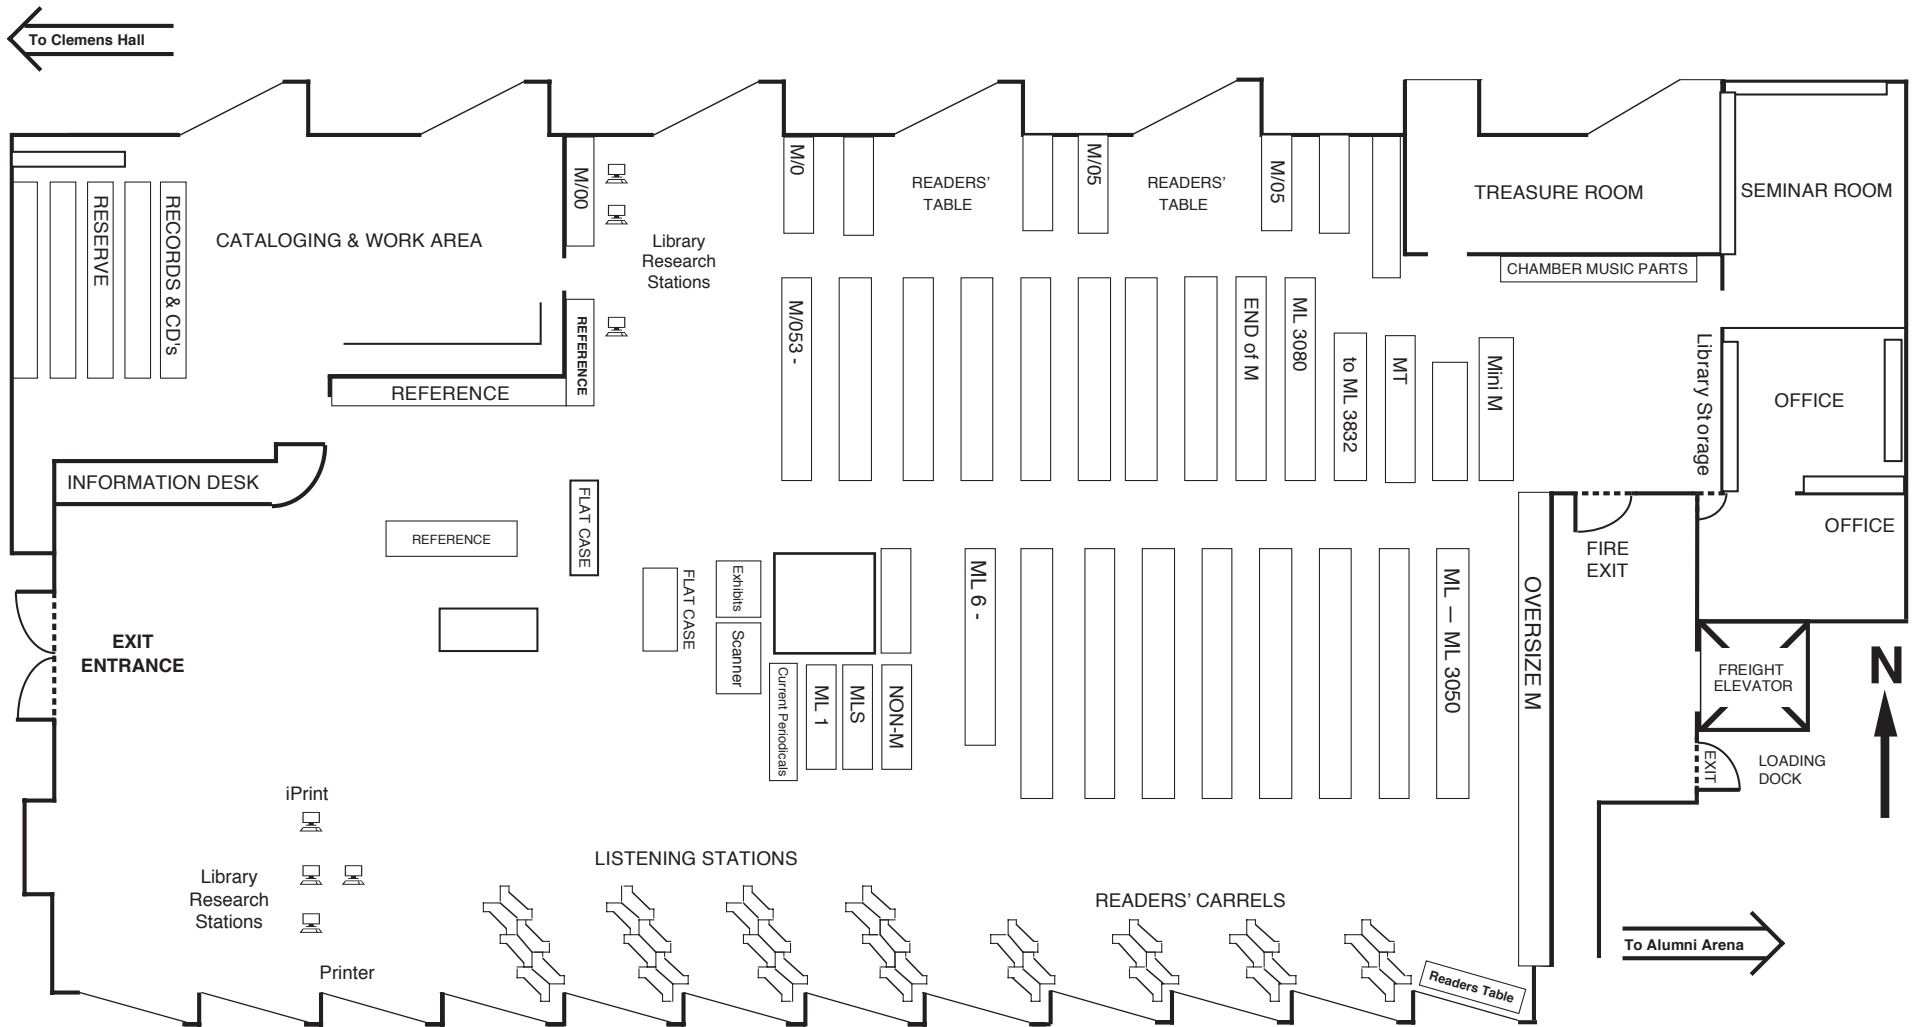 To Clemens Hall
M/00
M/0
READERS'
TABLE
M/05
READERS'
TABLE
M/05
TREASURE ROOM
SEMINAR ROOM
RESERVE
RECORDS & CD's
CATALOGING & WORK AREA
Library
Research
Stations
CHAMBER MUSIC PARTS
REFERENCE
REFERENCE
M/053 -
END of M
ML 3080
to ML 3832
MT
Mini M
Library Storage
OFFICE
INFORMATION DESK
FLAT CASE
REFERENCE
OFFICE
FIRE
EXIT
FLAT CASE
Exhibits
Scanner
ML 6 -
ML — ML 3050
OVERSIZE M
EXIT
ENTRANCE
Current Periodicals
ML 1
MLS
NON-M
FREIGHT
ELEVATOR
N
EXIT
LOADING
DOCK
iPrint
LISTENING STATIONS
Library
Research
Stations
READERS' CARRELS
To Alumni Arena
Printer
Readers Table